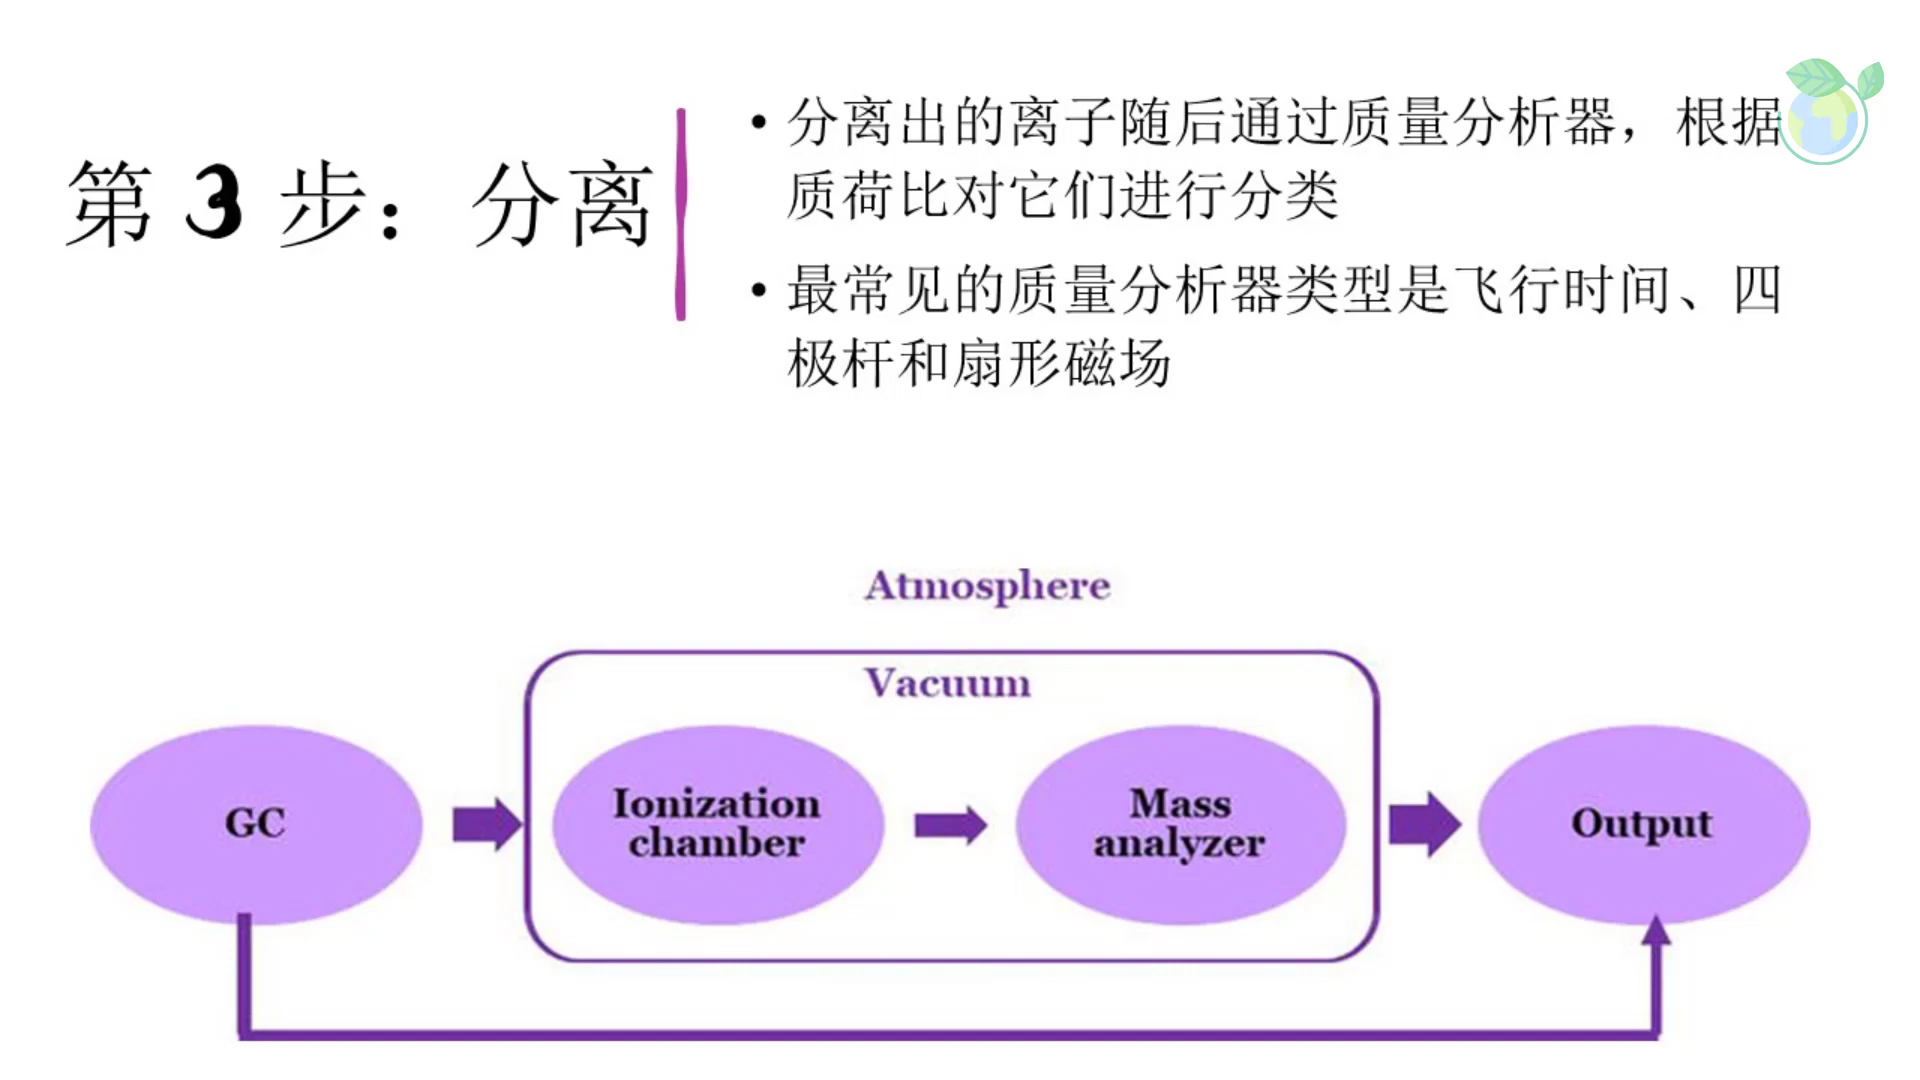 第 3 步：分离
• 分离出的离子随后通过质量分析器，根据
质荷比对它们进行分类
• 最常见的质量分析器类型是飞行时间、四
极杆和扇形磁场
Atmosphere
Vacuum
GC
Ionization
chamber
Mass
analyzer
Output